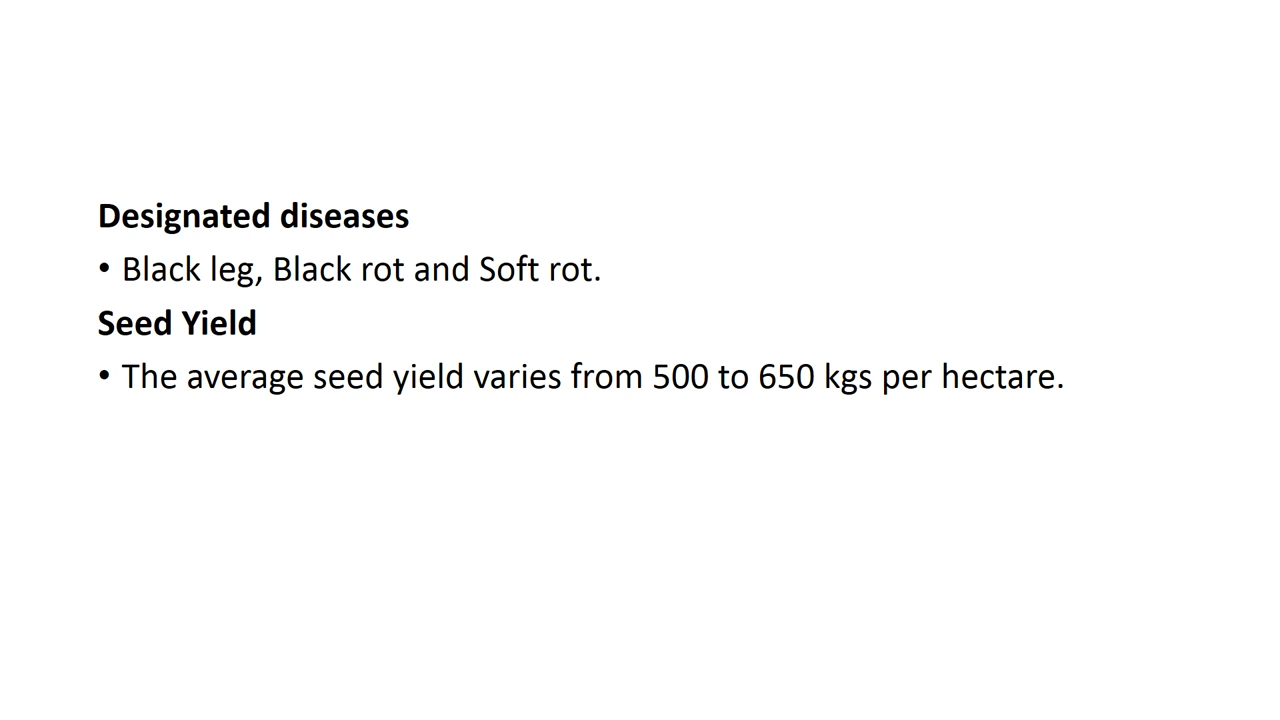 Designated diseases
• Black leg, Black rot and Soft rot.
Seed Yield
• The average seed yield varies from 500 to 650 kgs per hectare.